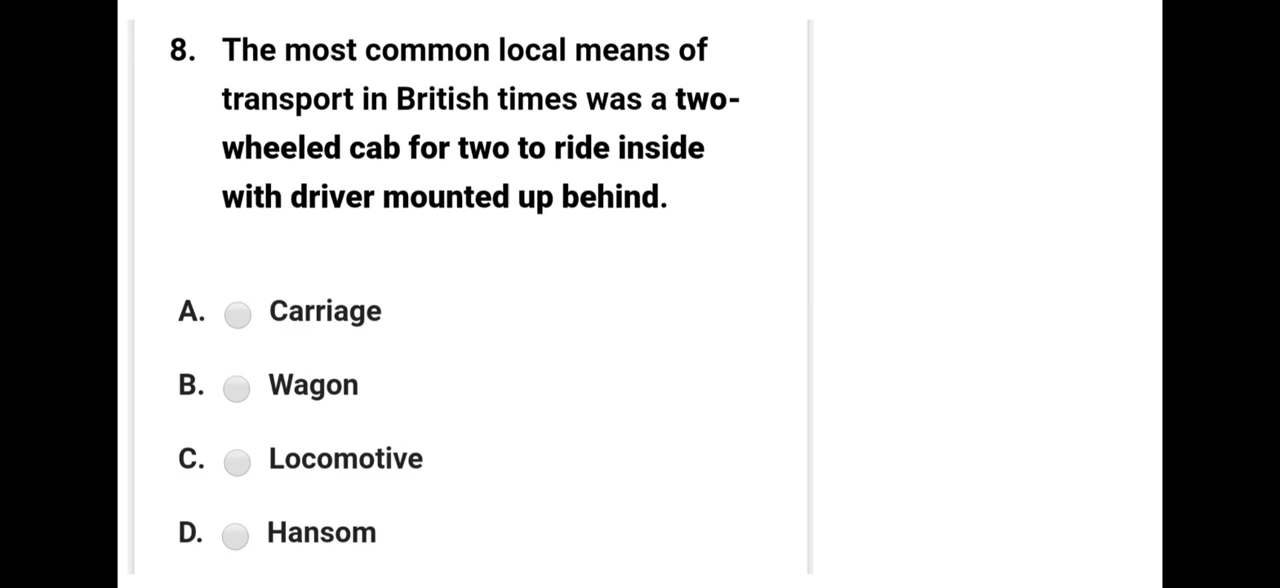 8. The most common local means of
transport in British times was a two-
wheeled cab for two to ride inside
with driver mounted up behind.
A. Carriage
B. Wagon
C. Locomotive
D. Hansom